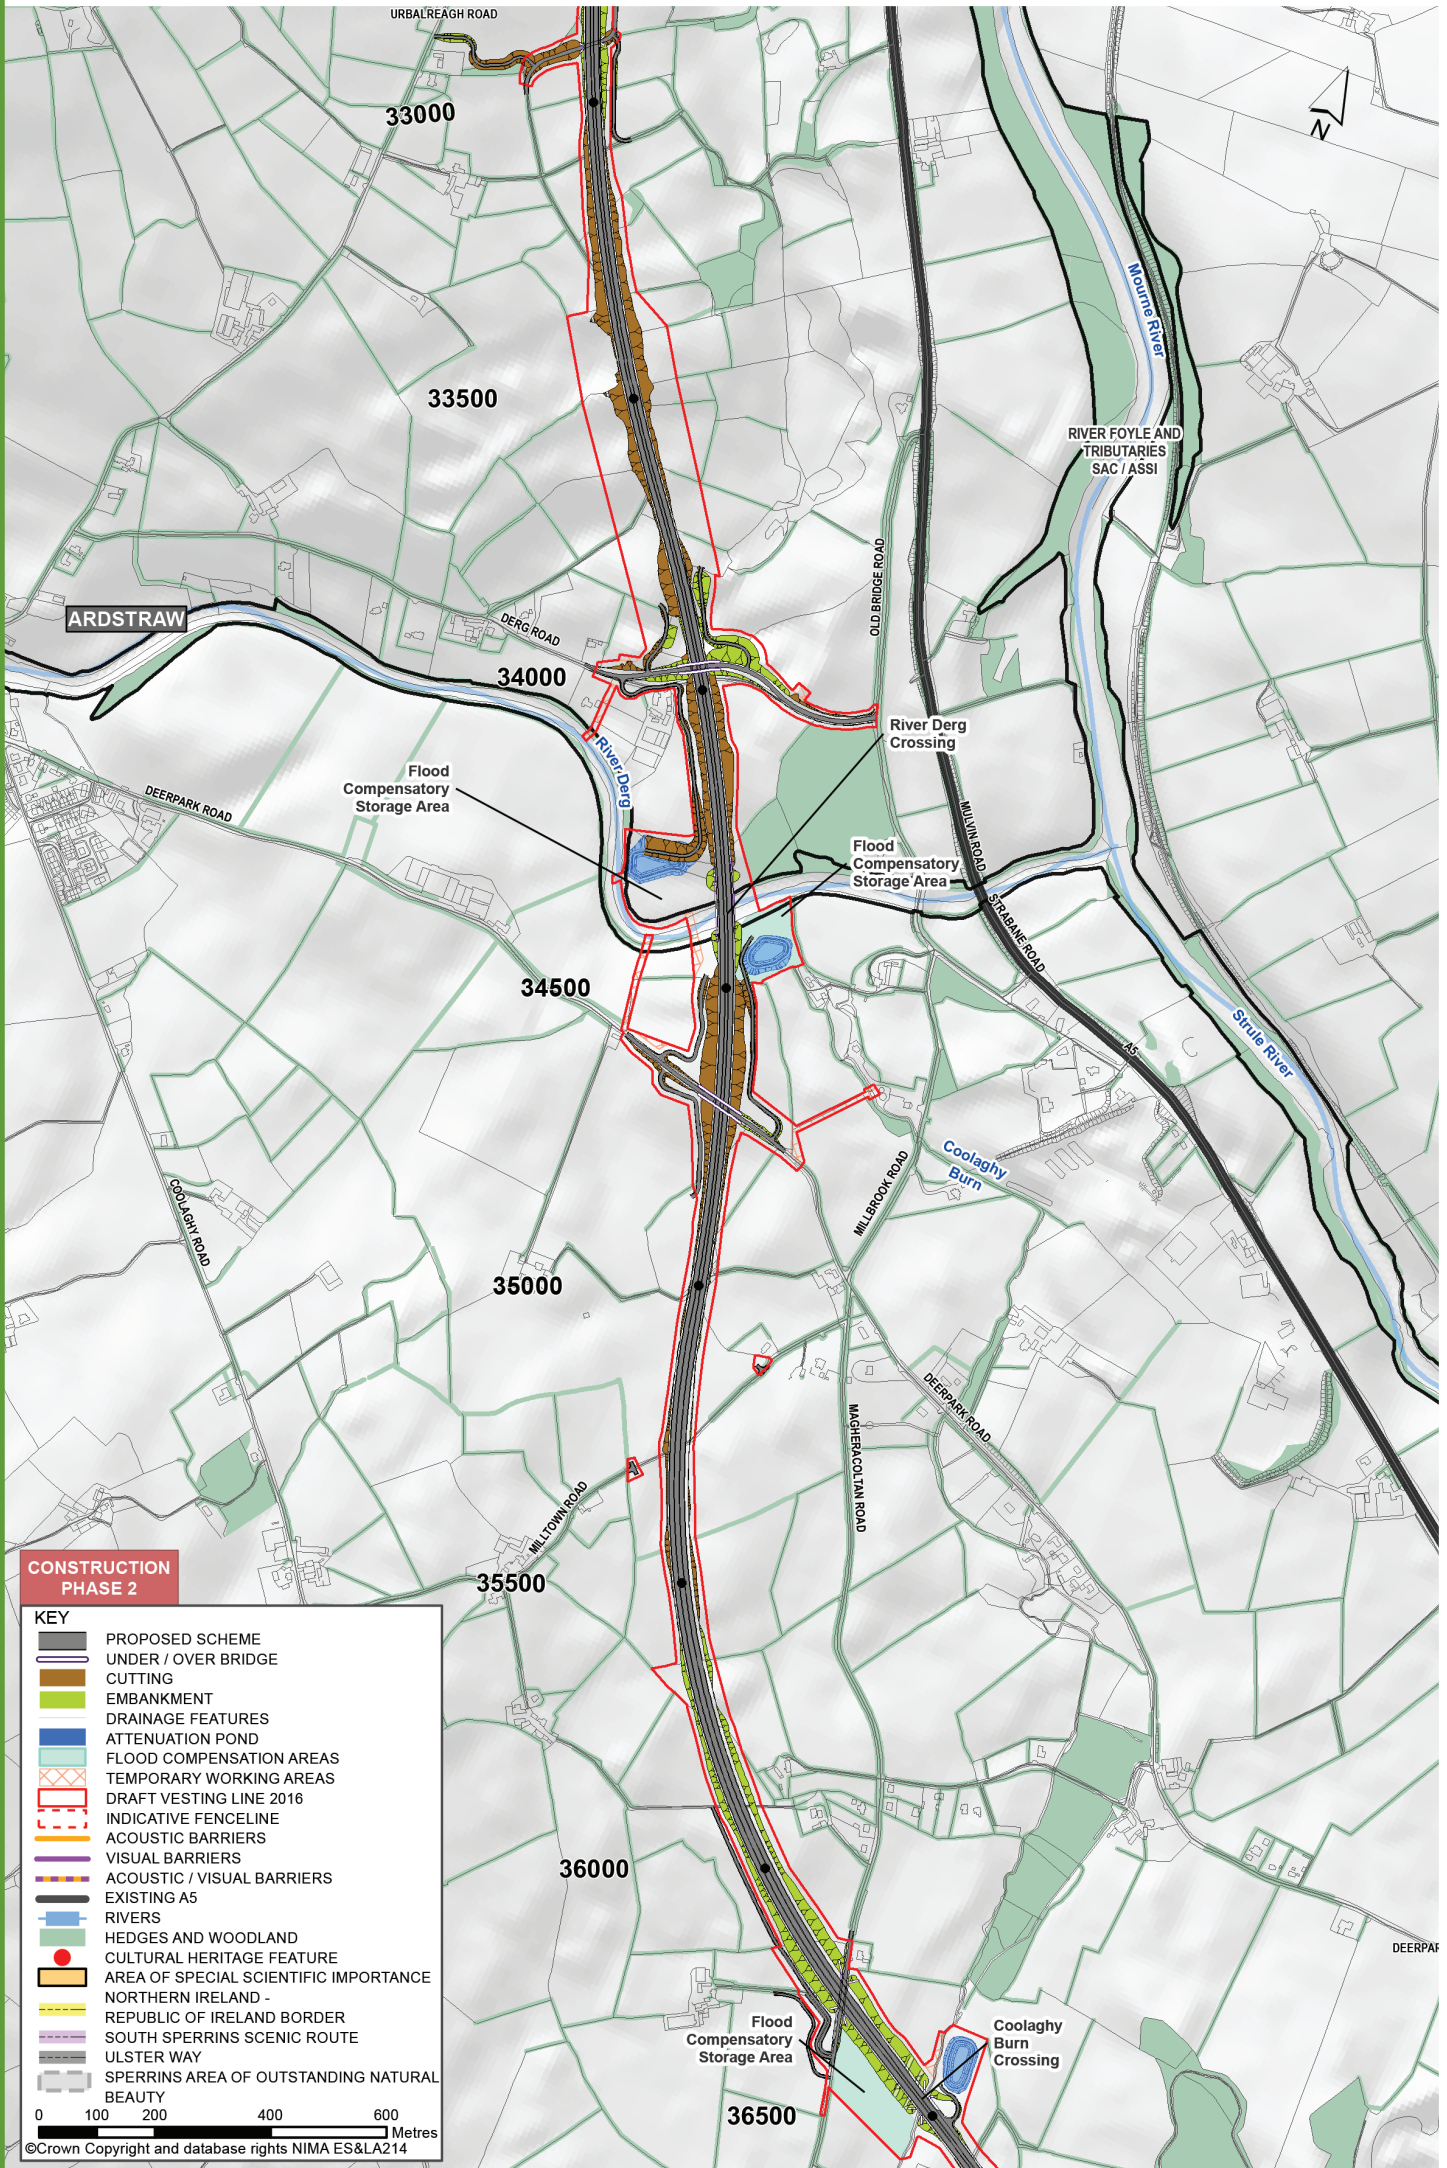 URBALREAGH ROAD
33000
N
Mourne River
33500
RIVER FOYLE AND
TRIBUTARIES
SAC / ASSI
OLD BRIDGE ROAD
ARDSTRAW
DERG ROAD
34000
River Derg
Crossing
River Derg
Flood
Compensatory
Storage Area
DEERPARK ROAD
MULVIN ROAD
Flood
Compensatory
Storage Area
STRABANE ROAD
34500
Strule River
A5
Coolaghy
Burn
MILLBROOK ROAD
COOLAGHY ROAD
35000
DEERPARK ROAD
MAGHERACOLTAN ROAD
MILLTOWN ROAD
35500
36000
DEERPAR
Flood
Compensatory
Storage Area
Coolaghy
Burn
Crossing
36500
CONSTRUCTION
PHASE 2
KEY
PROPOSED SCHEME
UNDER / OVER BRIDGE
CUTTING
EMBANKMENT
DRAINAGE FEATURES
ATTENUATION POND
FLOOD COMPENSATION AREAS
TEMPORARY WORKING AREAS
DRAFT VESTING LINE 2016
INDICATIVE FENCELINE
ACOUSTIC BARRIERS
VISUAL BARRIERS
ACOUSTIC / VISUAL BARRIERS
EXISTING A5
RIVERS
HEDGES AND WOODLAND
CULTURAL HERITAGE FEATURE
AREA OF SPECIAL SCIENTIFIC IMPORTANCE
NORTHERN IRELAND -
REPUBLIC OF IRELAND BORDER
SOUTH SPERRINS SCENIC ROUTE
ULSTER WAY
SPERRINS AREA OF OUTSTANDING NATURAL
BEAUTY
0 100 200 400 600
Metres
©Crown Copyright and database rights NIMA ES&LA214